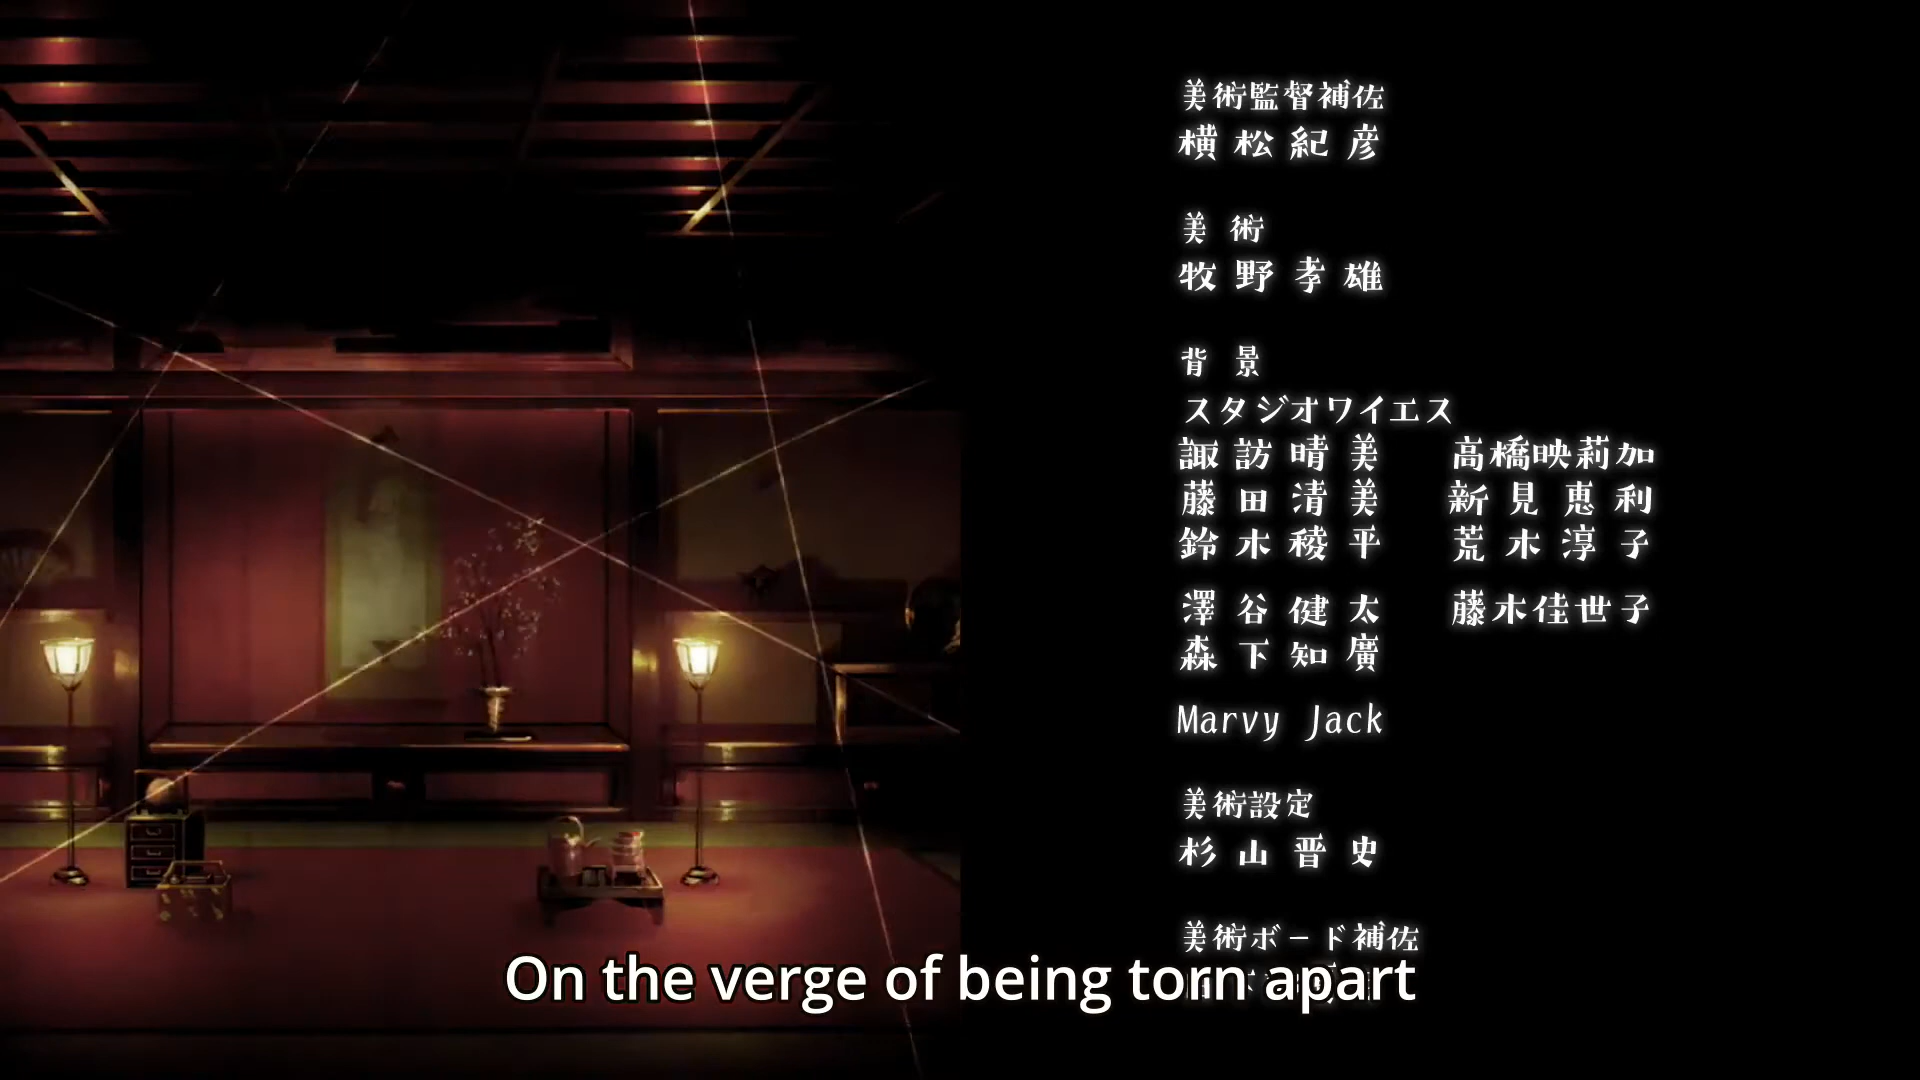 美術監督補佐
横松紀彦
美術
牧野孝雄
背景
スタジオワイエス
諏訪晴美 高橋映莉加
藤田清美 新見恵利
鈴木稜平 荒木淳子
澤谷健太 藤木佳世子
森下知廣
Marvy Jack
美術設定
杉山晋史
美術ボード補佐
On the verge of being torn apart